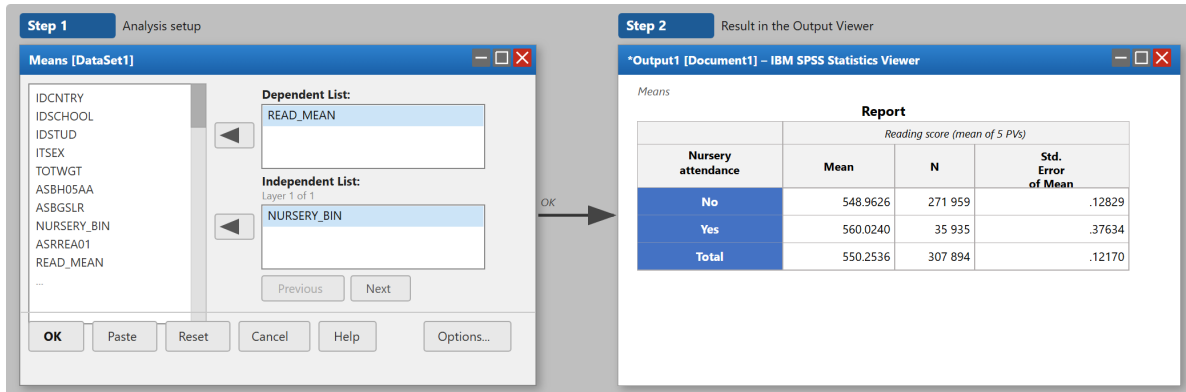 Step 1
Analysis setup
Means [DataSet1]
IDCNTRY
IDSCHOOL
IDSTUD
ITSEX
TOTWGT
ASBH05AA
ASBGSLR
NURSERY_BIN
ASRREA01
READ_MEAN
...
Dependent List:
READ_MEAN
Independent List:
Layer 1 of 1
NURSERY_BIN
Previous Next
OK Paste Reset Cancel Help Options...
OK
Step 2
Result in the Output Viewer
*Output1 [Document1] – IBM SPSS Statistics Viewer
Means
Report
Reading score (mean of 5 PVs)
Nursery
attendance
Mean
N
Std.
Error
of Mean
No 548.9626 271 959 .12829
Yes 560.0240 35 935 .37634
Total 550.2536 307 894 .12170